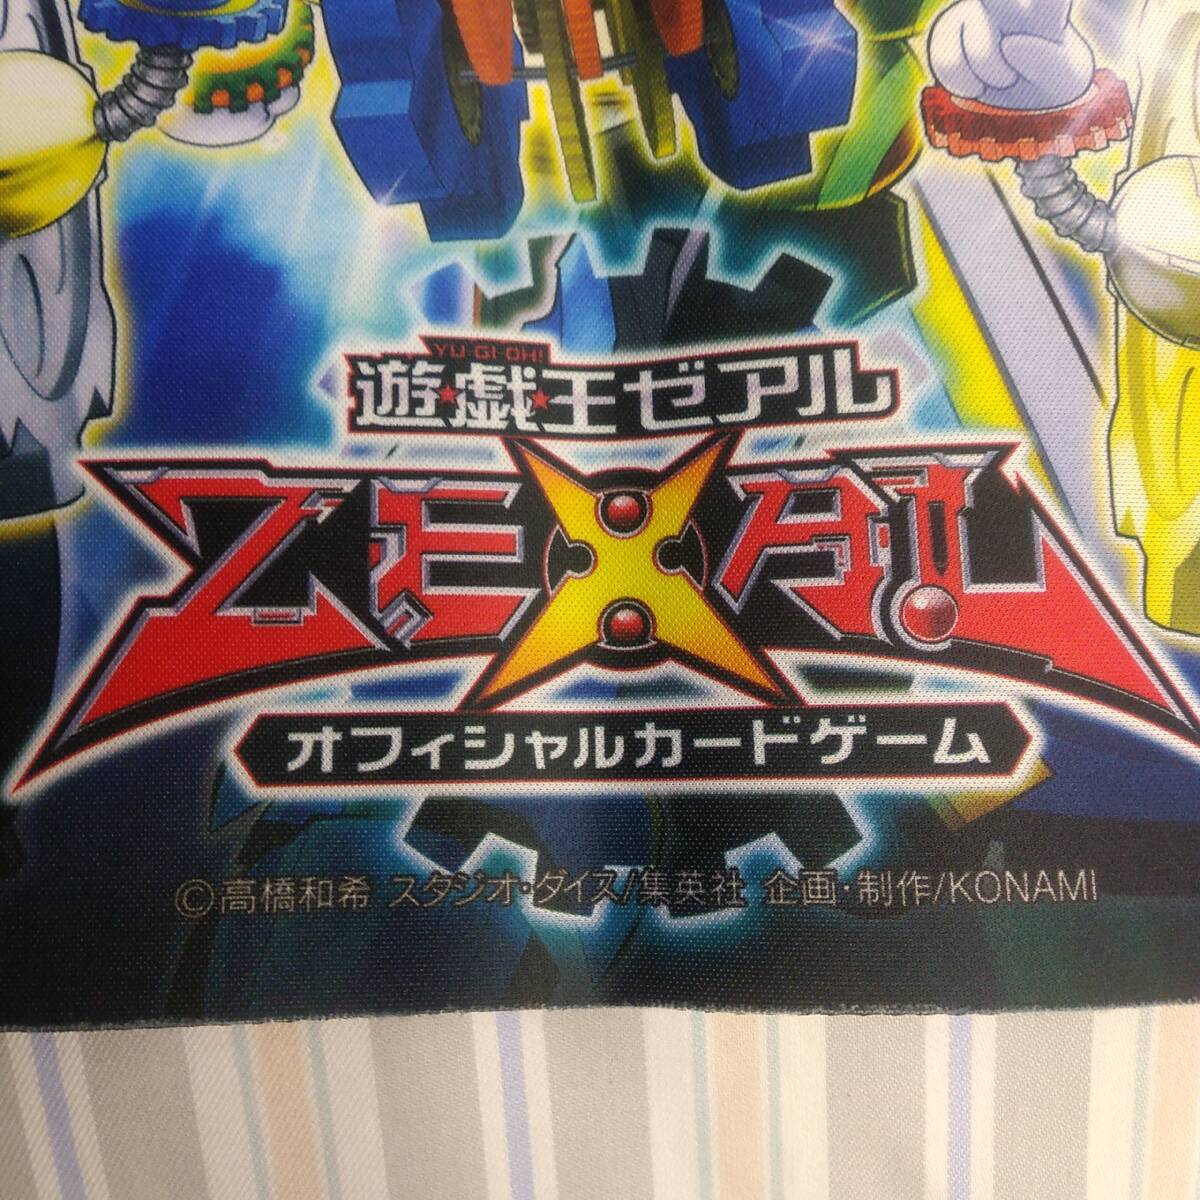 YU-GI-OH!
遊★戯★王ゼアル
ZEXAL
オフィシャルカードゲーム
©高橋和希 スタジオ・ダイス/集英社 企画・制作/KONAMI